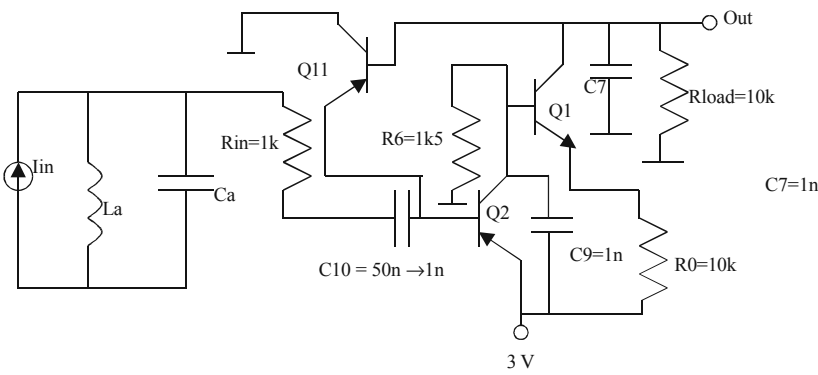 Out
Q11
C7
Q1
Rload=10k
Rin=1k
R6=1k5
Iin
C7=1n
La
Ca
Q2
C10 = 50n →1n
C9=1n
R0=10k
3 V